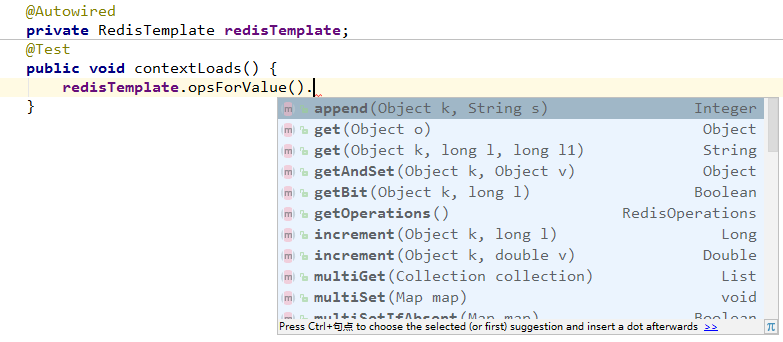 @Autowired
private RedisTemplate redisTemplate;
@Test
public void contextLoads() {
redisTemplate.opsForValue().
}
append(Object k, String s) Integer
get(Object o) Object
get(Object k, long l, long l1) String
getAndSet(Object k, Object v) Object
getBit(Object k, long l) Boolean
getOperations() RedisOperations
increment(Object k, long l) Long
increment(Object k, double v) Double
multiGet(Collection collection) List
multiSet(Map map) void
multiSetIfAbsent(Map map) Boolean
Press Ctrl+句点 to choose the selected (or first) suggestion and insert a dot afterwards >> π